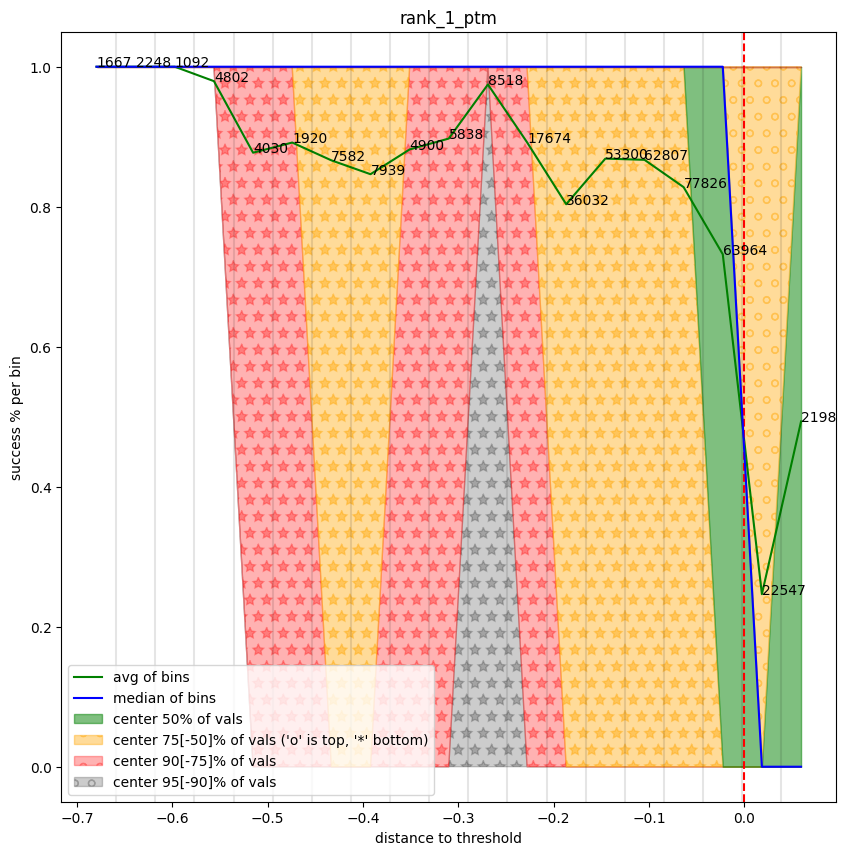 rank_1_ptm
success % per bin
1.0
0.8
0.6
0.4
0.2
0.0
1667
2248
1092
4802
4030
1920
7582
7939
4900
5838
8518
17674
36032
53300
62807
77826
63964
22547
2198
avg of bins
median of bins
center 50% of vals
center 75[-50]% of vals ('o' is top, '*' bottom)
center 90[-75]% of vals
center 95[-90]% of vals
−0.7 −0.6 −0.5 −0.4 −0.3 −0.2 −0.1 0.0
distance to threshold